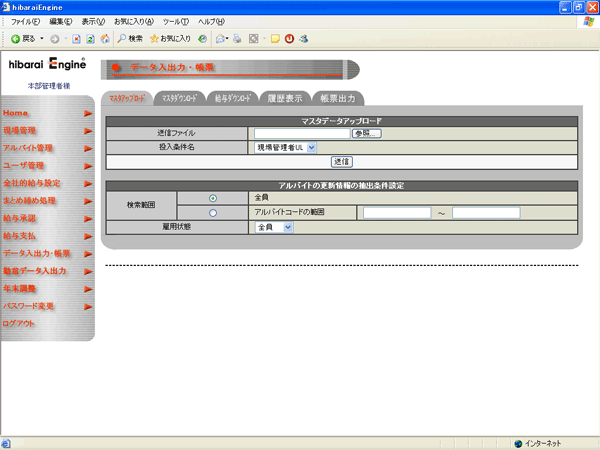 hibaraiEngine
ファイル(F) 編集(E) 表示(V) お気に入り(A) ツール(T) ヘルプ(H)
戻る 検索 お気に入り
hibarai Engine
本部管理者様
データ入出力・帳票
マスタアップロード マスタダウンロード 給与ダウンロード 履歴表示 帳票出力
Home
現場管理
アルバイト管理
ユーザ管理
全社的給与設定
まとめ締め処理
給与承認
給与支払
データ入出力・帳票
勤怠データ入出力
年末調整
パスワード変更
ログアウト
マスタデータアップロード
送信ファイル 参照...
投入条件名 現場管理者UL
送信
アルバイトの更新情報の抽出条件設定
検索範囲 全員
アルバイトコードの範囲 ～
雇用状態 全員
インターネット